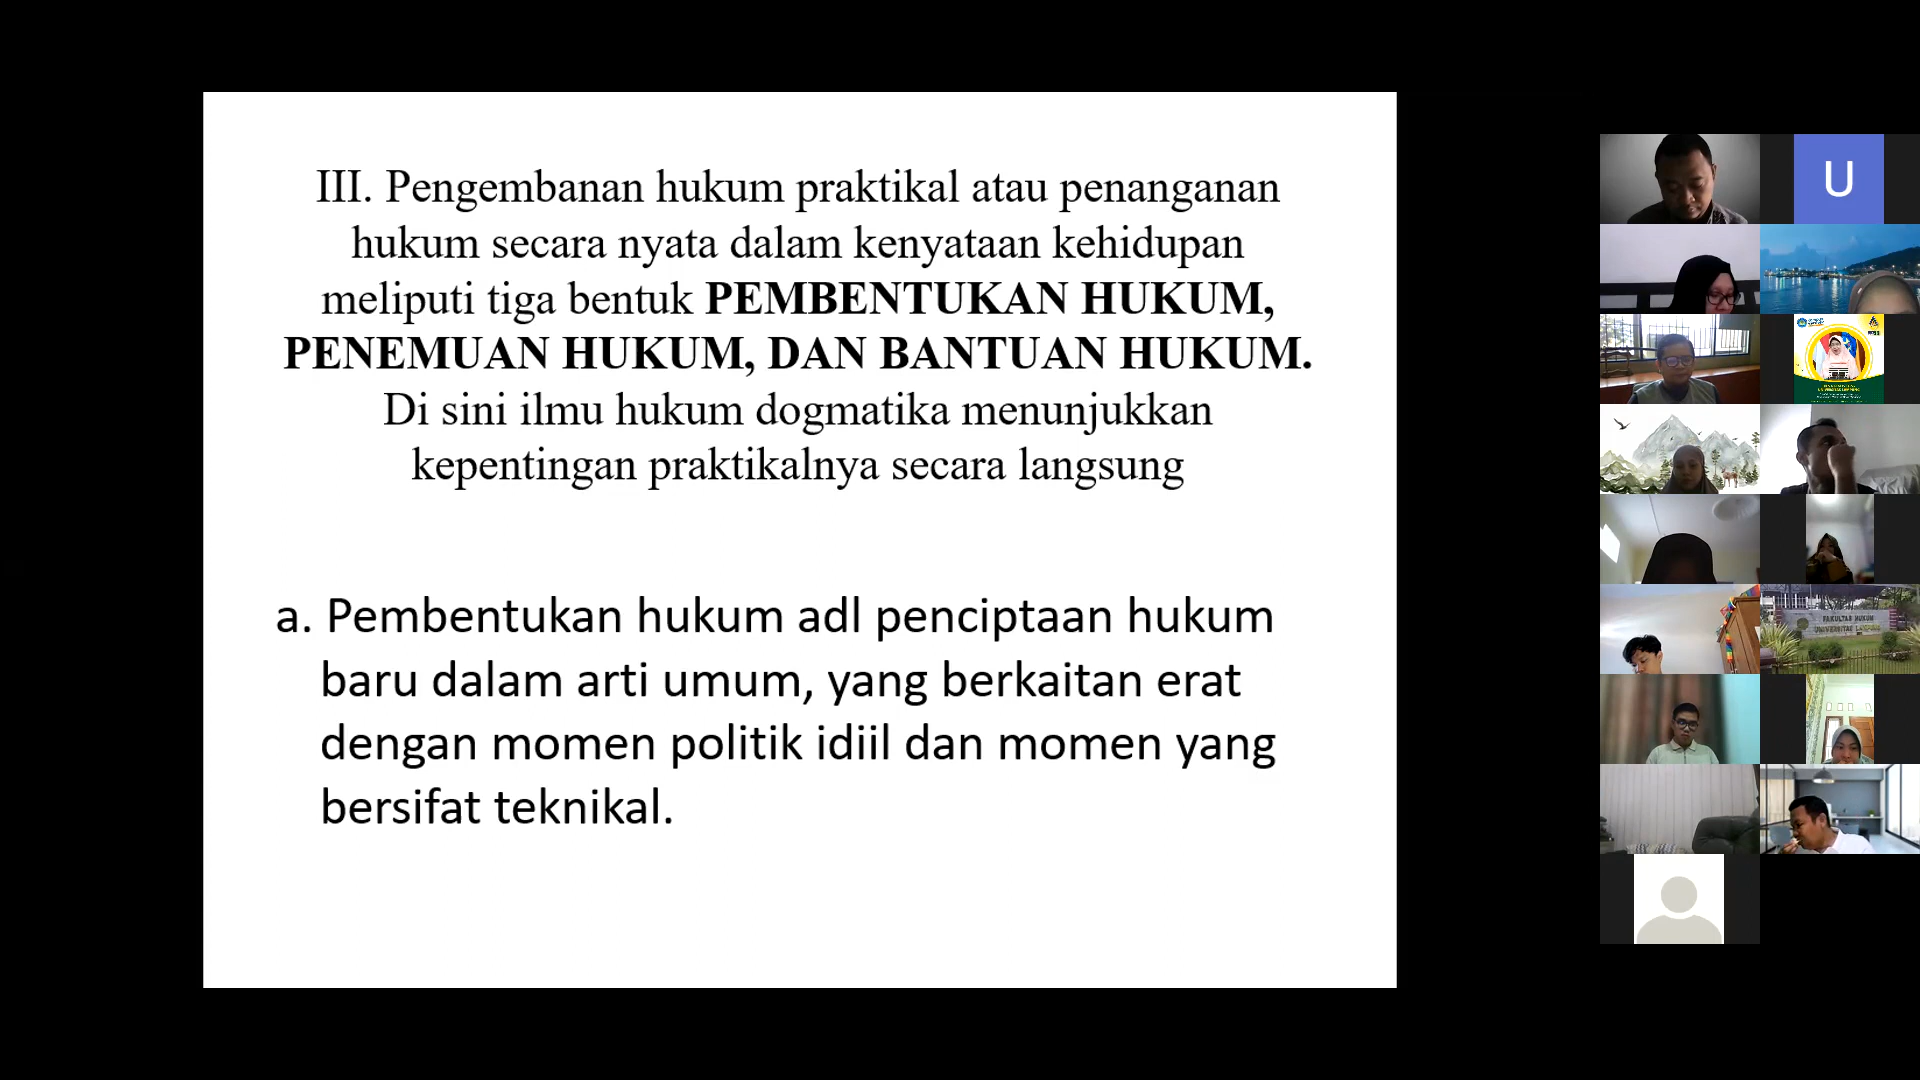 III. Pengembanan hukum praktikal atau penanganan
hukum secara nyata dalam kenyataan kehidupan
meliputi tiga bentuk PEMBENTUKAN HUKUM,
PENEMUAN HUKUM, DAN BANTUAN HUKUM.
Di sini ilmu hukum dogmatika menunjukkan
kepentingan praktikalnya secara langsung
a. Pembentukan hukum adl penciptaan hukum
baru dalam arti umum, yang berkaitan erat
dengan momen politik idiil dan momen yang
bersifat teknikal.
U
FAKULTAS HUKUM
UNIVERSITAS LAMPUNG